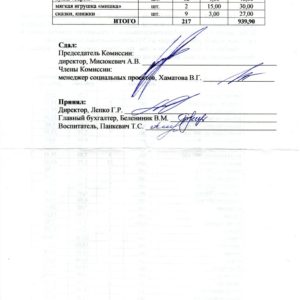 мягкая игрушка «мишка» шт. 2 15,00 30,00
сказки, книжки шт. 9 3,00 27,00
ИТОГО 217 939,90
Сдал:
Председатель Комиссии:
директор, Мисюкевич А.В.
Члены Комиссии:
менеджер социальных проектов, Хаматова В.Г.
Принял:
Директор, Ленко Г.Р.
Главный бухгалтер, Белениник В.М.
Воспитатель, Панкевич Т.С.